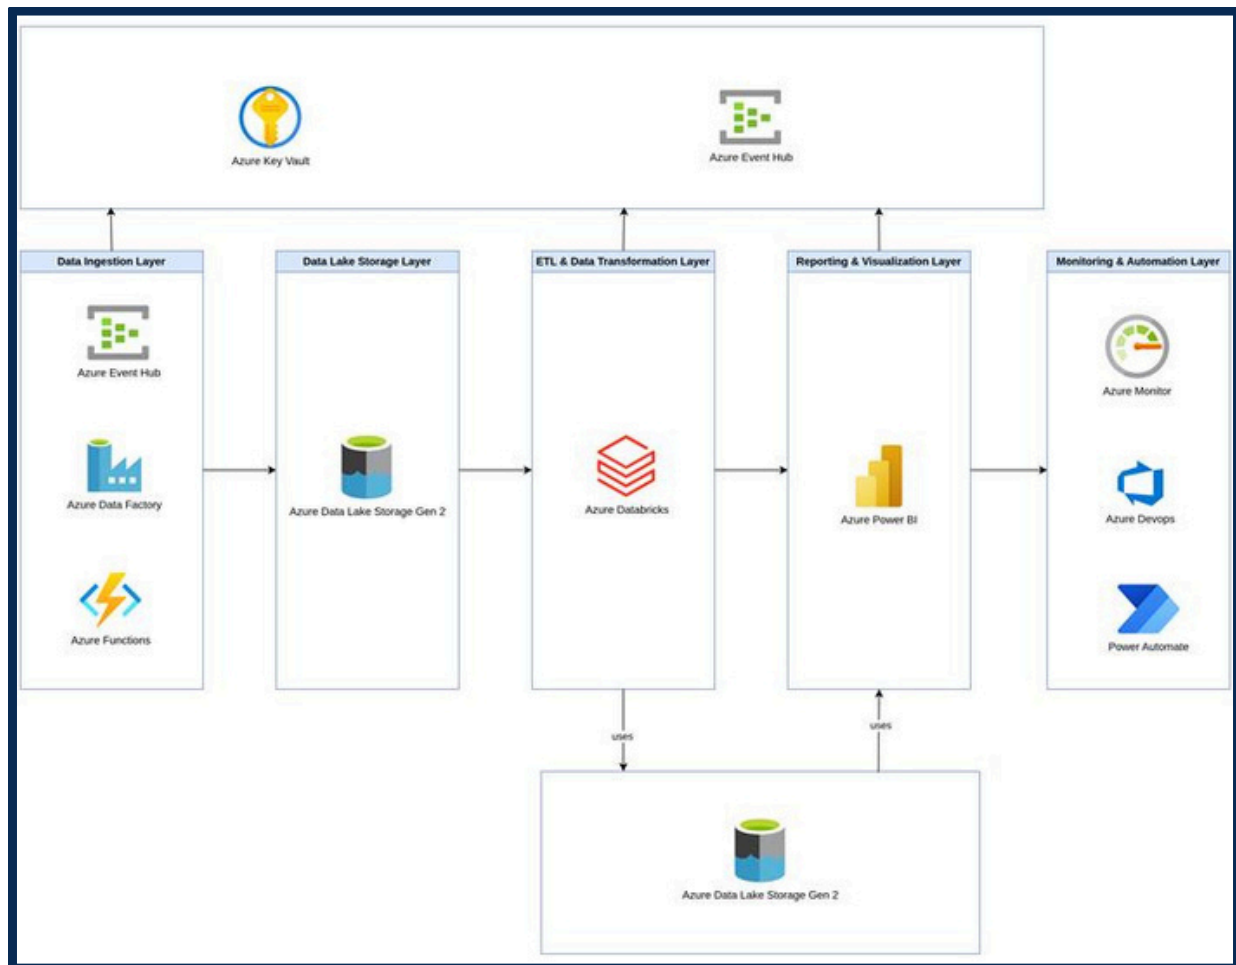 Azure Key Vault
Azure Event Hub
Data Ingestion Layer
Data Lake Storage Layer
ETL & Data Transformation Layer
Reporting & Visualization Layer
Monitoring & Automation Layer
Azure Event Hub
Azure Data Factory
Azure Functions
Azure Data Lake Storage Gen 2
Azure Databricks
Azure Power BI
Azure Monitor
Azure Devops
Power Automate
uses
uses
Azure Data Lake Storage Gen 2